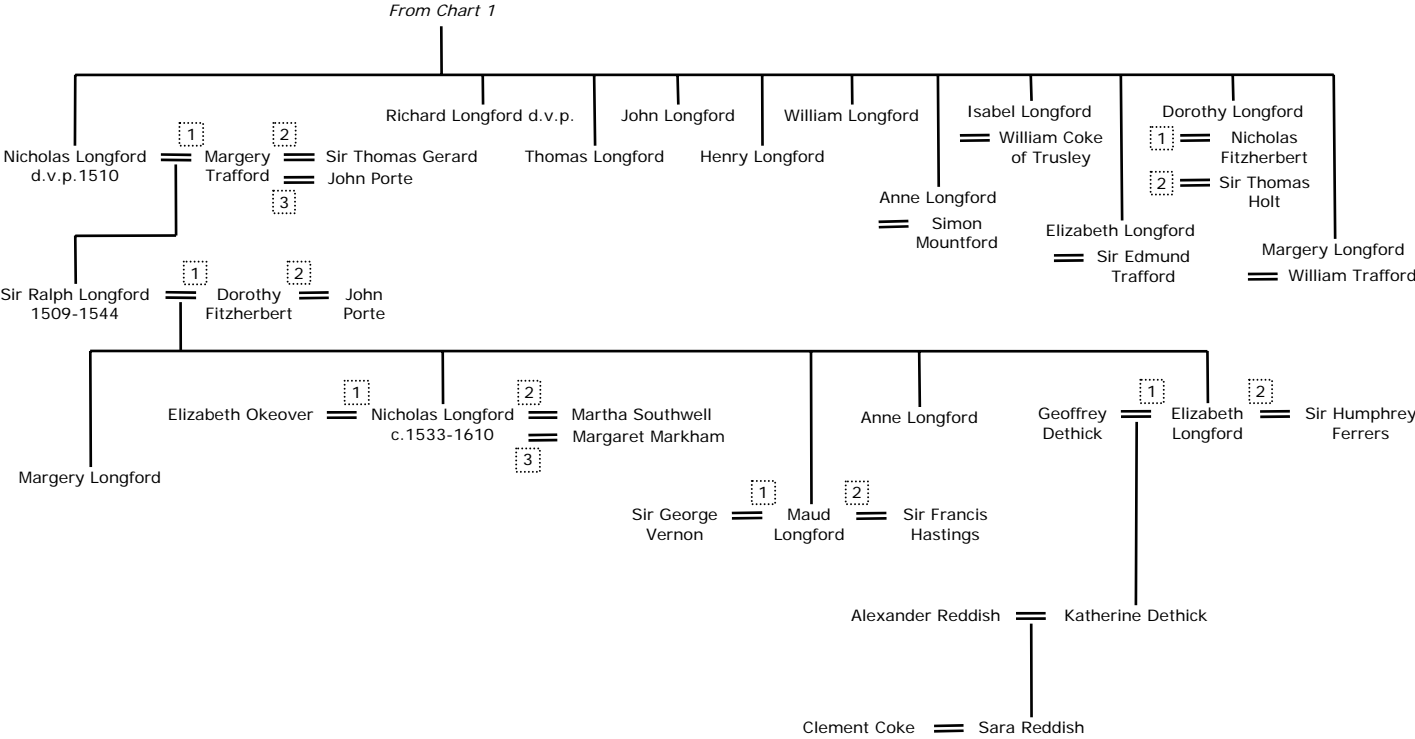 From Chart 1
Richard Longford d.v.p.
John Longford
William Longford
Isabel Longford
William Coke
of Trusley
Dorothy Longford
1
Nicholas
Fitzherbert
2
Sir Thomas
Holt
1
2
Nicholas Longford
d.v.p.1510
Margery
Trafford
Sir Thomas Gerard
John Porte
3
Thomas Longford
Henry Longford
Anne Longford
Simon
Mountford
Elizabeth Longford
Sir Edmund
Trafford
Margery Longford
William Trafford
1
2
Sir Ralph Longford
1509-1544
Dorothy
Fitzherbert
John
Porte
1
2
Elizabeth Okeover
Nicholas Longford
c.1533-1610
Martha Southwell
Margaret Markham
3
Anne Longford
1
2
Geoffrey
Dethick
Elizabeth
Longford
Sir Humphrey
Ferrers
Margery Longford
1
2
Sir George
Vernon
Maud
Longford
Sir Francis
Hastings
Alexander Reddish
Katherine Dethick
Clement Coke
Sara Reddish